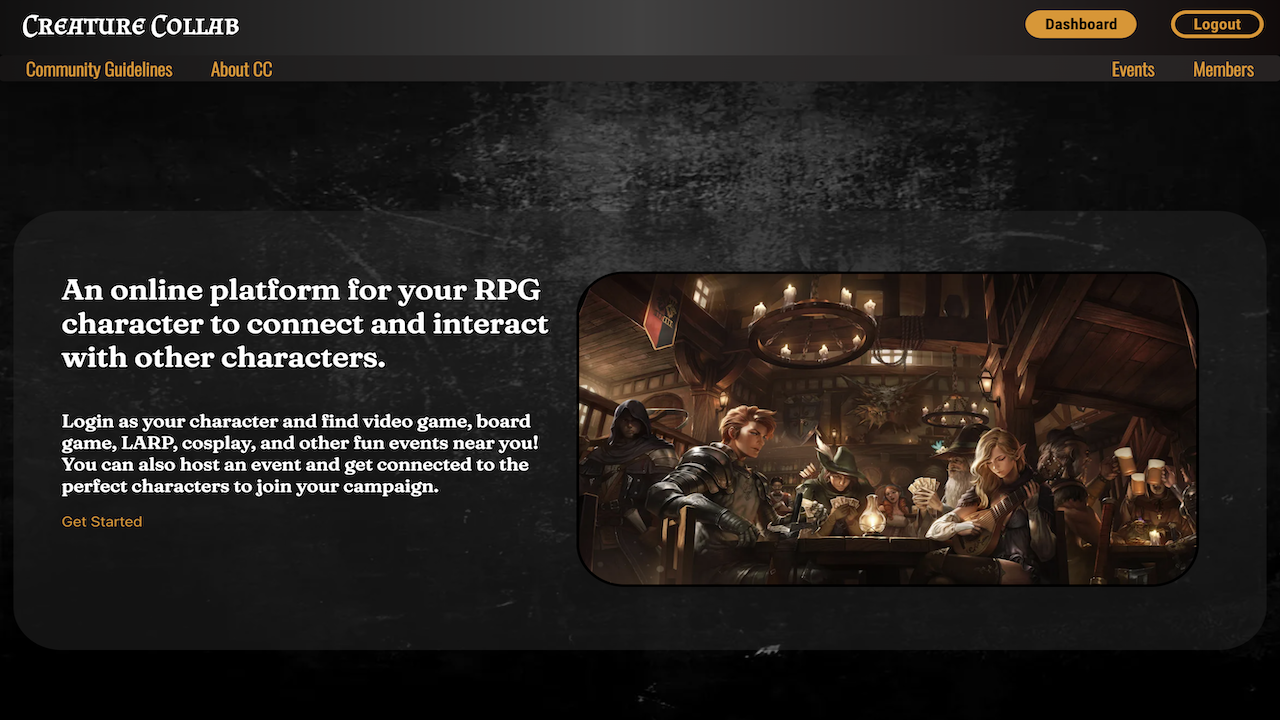 Creature Collab
Dashboard
Logout
Community Guidelines
About CC
Events
Members
An online platform for your RPG
character to connect and interact
with other characters.
Login as your character and find video game, board
game, LARP, cosplay, and other fun events near you!
You can also host an event and get connected to the
perfect characters to join your campaign.
Get Started